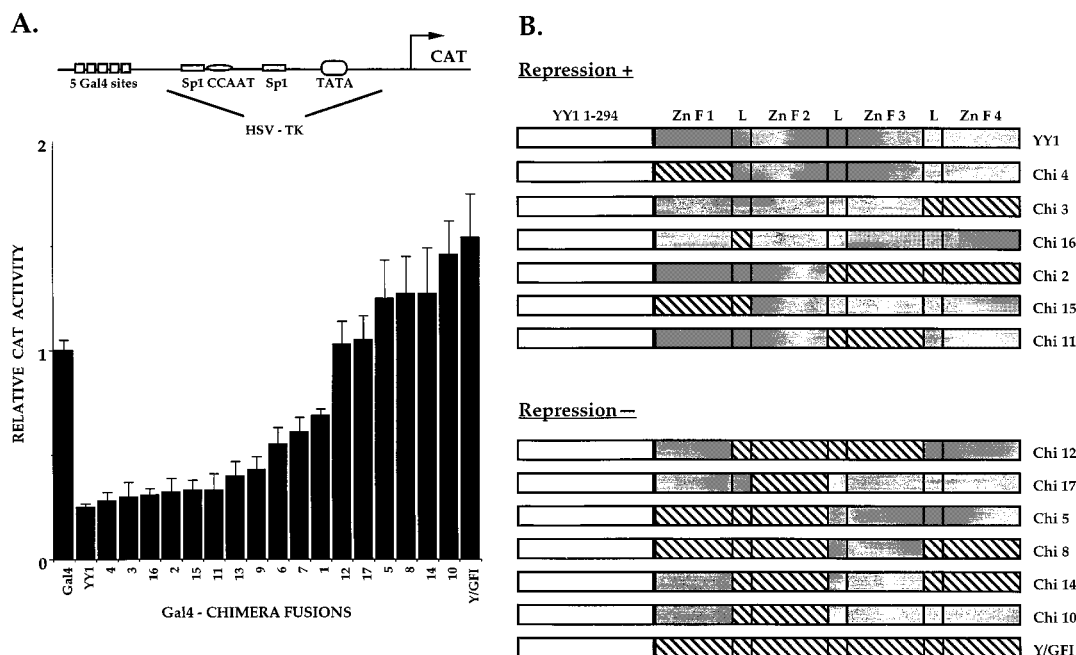 A.
CAT
5 Gal4 sites
Sp1 CCAAT
Sp1
TATA
HSV - TK
RELATIVE CAT ACTIVITY
2
1
0
Gal4
YY1
4
3
16
2
15
11
13
9
6
7
1
12
17
5
8
14
10
Y/GFI
Gal4 - CHIMERA FUSIONS
B.
Repression +
YY1 1-294 Zn F 1 L Zn F 2 L Zn F 3 L Zn F 4
YY1
Chi 4
Chi 3
Chi 16
Chi 2
Chi 15
Chi 11
Repression —
Chi 12
Chi 17
Chi 5
Chi 8
Chi 14
Chi 10
Y/GFI